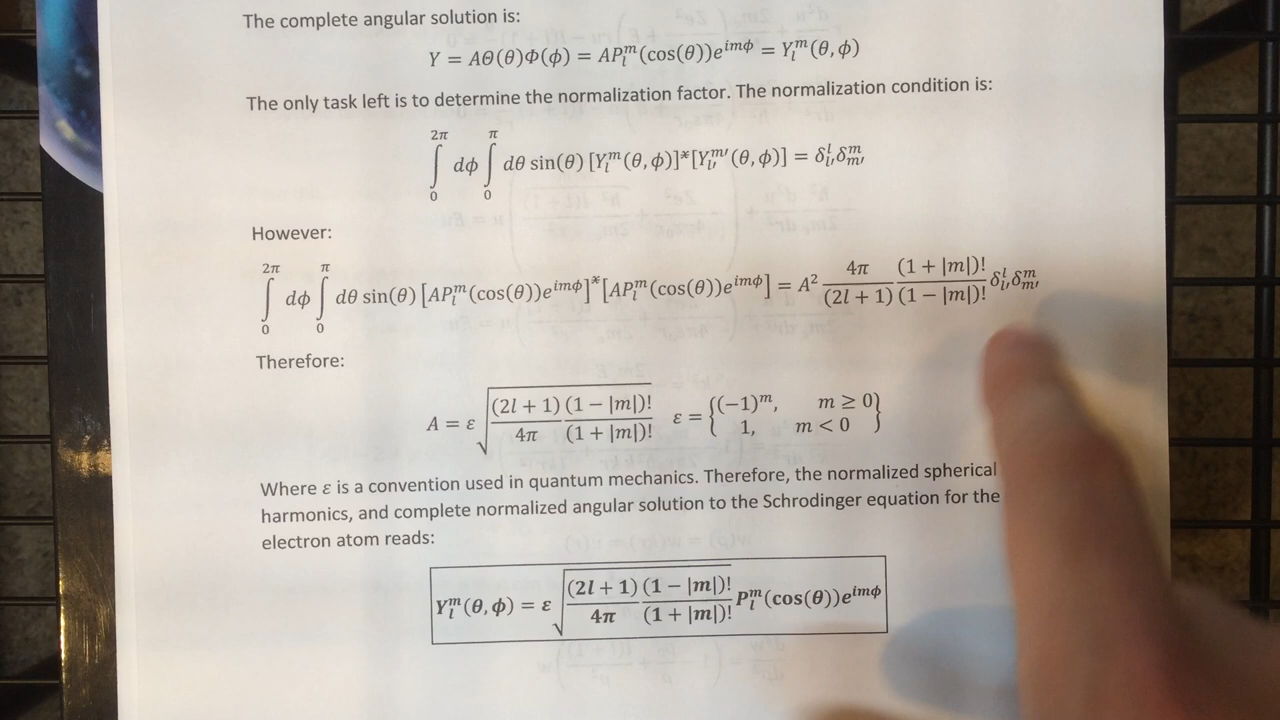 The complete angular solution is:
Y = AΘ(θ)Φ(ϕ) = AP_l^m(cos(θ))e^{imϕ} = Y_l^m(θ, ϕ)
The only task left is to determine the normalization factor. The normalization condition is:
∫_0^{2π} dϕ ∫_0^π dθ sin(θ) [Y_l^m(θ, ϕ)]*[Y_{l'}^{m'}(θ, ϕ)] = δ_{l'}^l δ_{m'}^m
However:
∫_0^{2π} dϕ ∫_0^π dθ sin(θ) [AP_l^m(cos(θ))e^{imϕ}]*[AP_l^m(cos(θ))e^{imϕ}] = A² 4π/(2l + 1) (1 + |m|)!/(1 − |m|)! δ_{l'}^l δ_{m'}^m
Therefore:
A = ε √((2l + 1)/4π (1 − |m|)!/(1 + |m|)!) ε = {(−1)^m, m ≥ 0; 1, m < 0}
Where ε is a convention used in quantum mechanics. Therefore, the normalized spherical
harmonics, and complete normalized angular solution to the Schrodinger equation for the
electron atom reads:
Y_l^m(θ, ϕ) = ε √((2l + 1)/4π (1 − |m|)!/(1 + |m|)!) P_l^m(cos(θ))e^{imϕ}